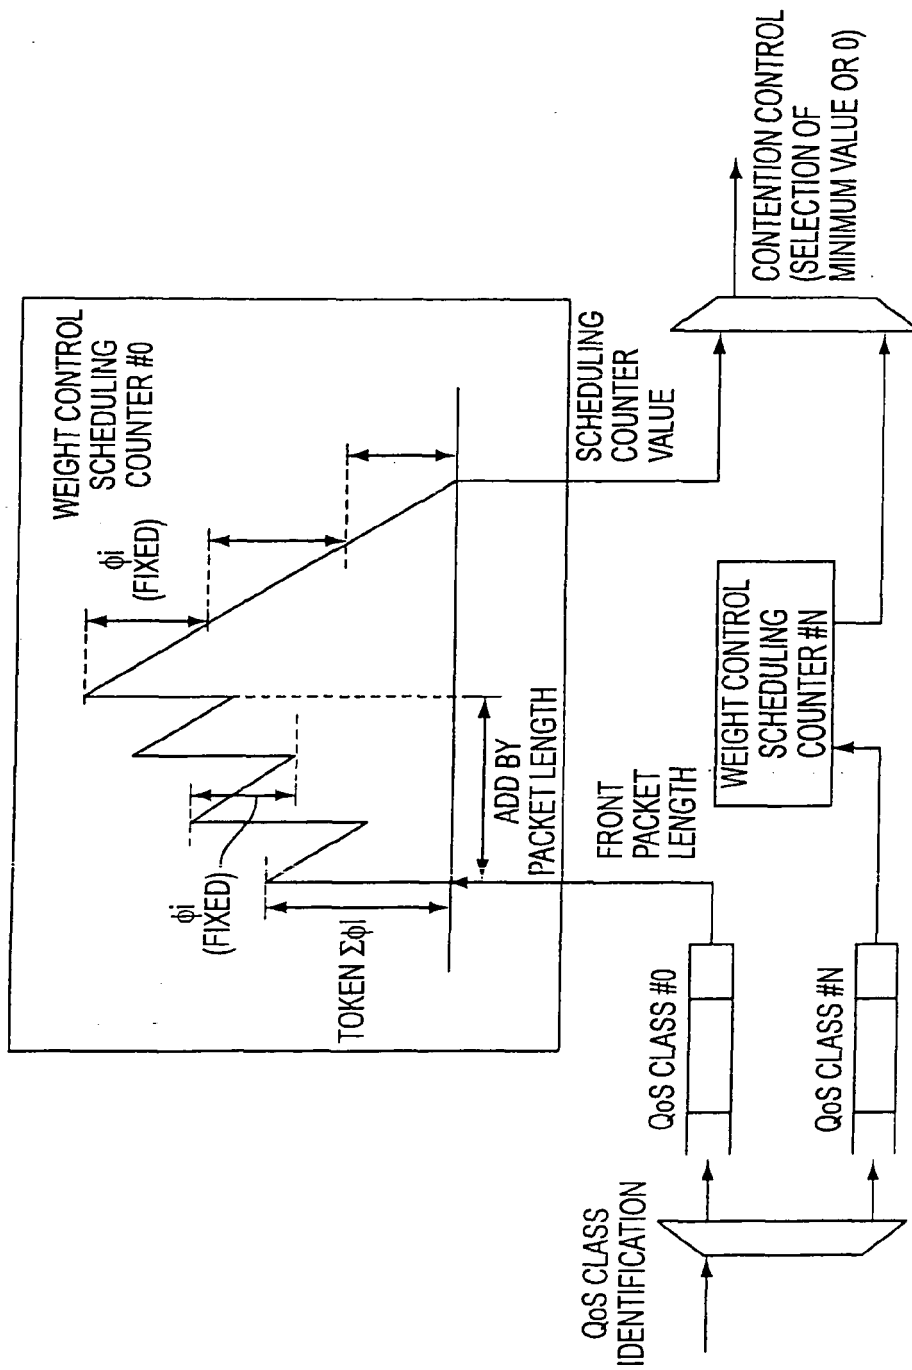 WEIGHT CONTROL
SCHEDULING
COUNTER #0
ϕi
(FIXED)
ϕi
(FIXED)
TOKEN Σϕi
ADD BY
PACKET LENGTH
FRONT
PACKET
LENGTH
SCHEDULING
COUNTER
VALUE
QoS CLASS
IDENTIFICATION
QoS CLASS #0
QoS CLASS #N
WEIGHT CONTROL
SCHEDULING
COUNTER #N
CONTENTION CONTROL
(SELECTION OF
MINIMUM VALUE OR 0)